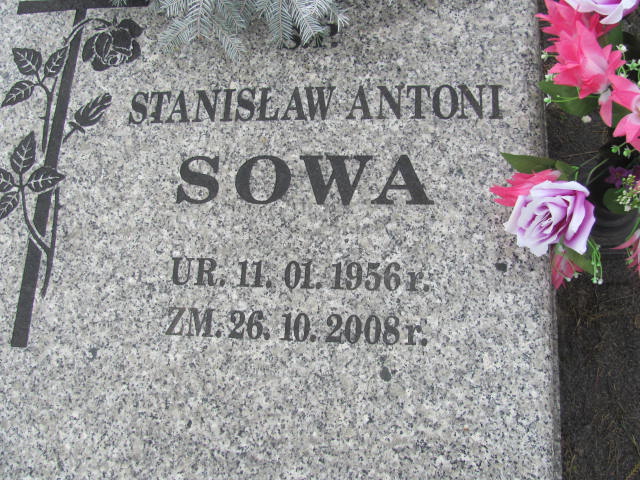 STANISŁAW ANTONI
SOWA
UR. 11. 01. 1956 r.
ZM. 26. 10. 2008 r.